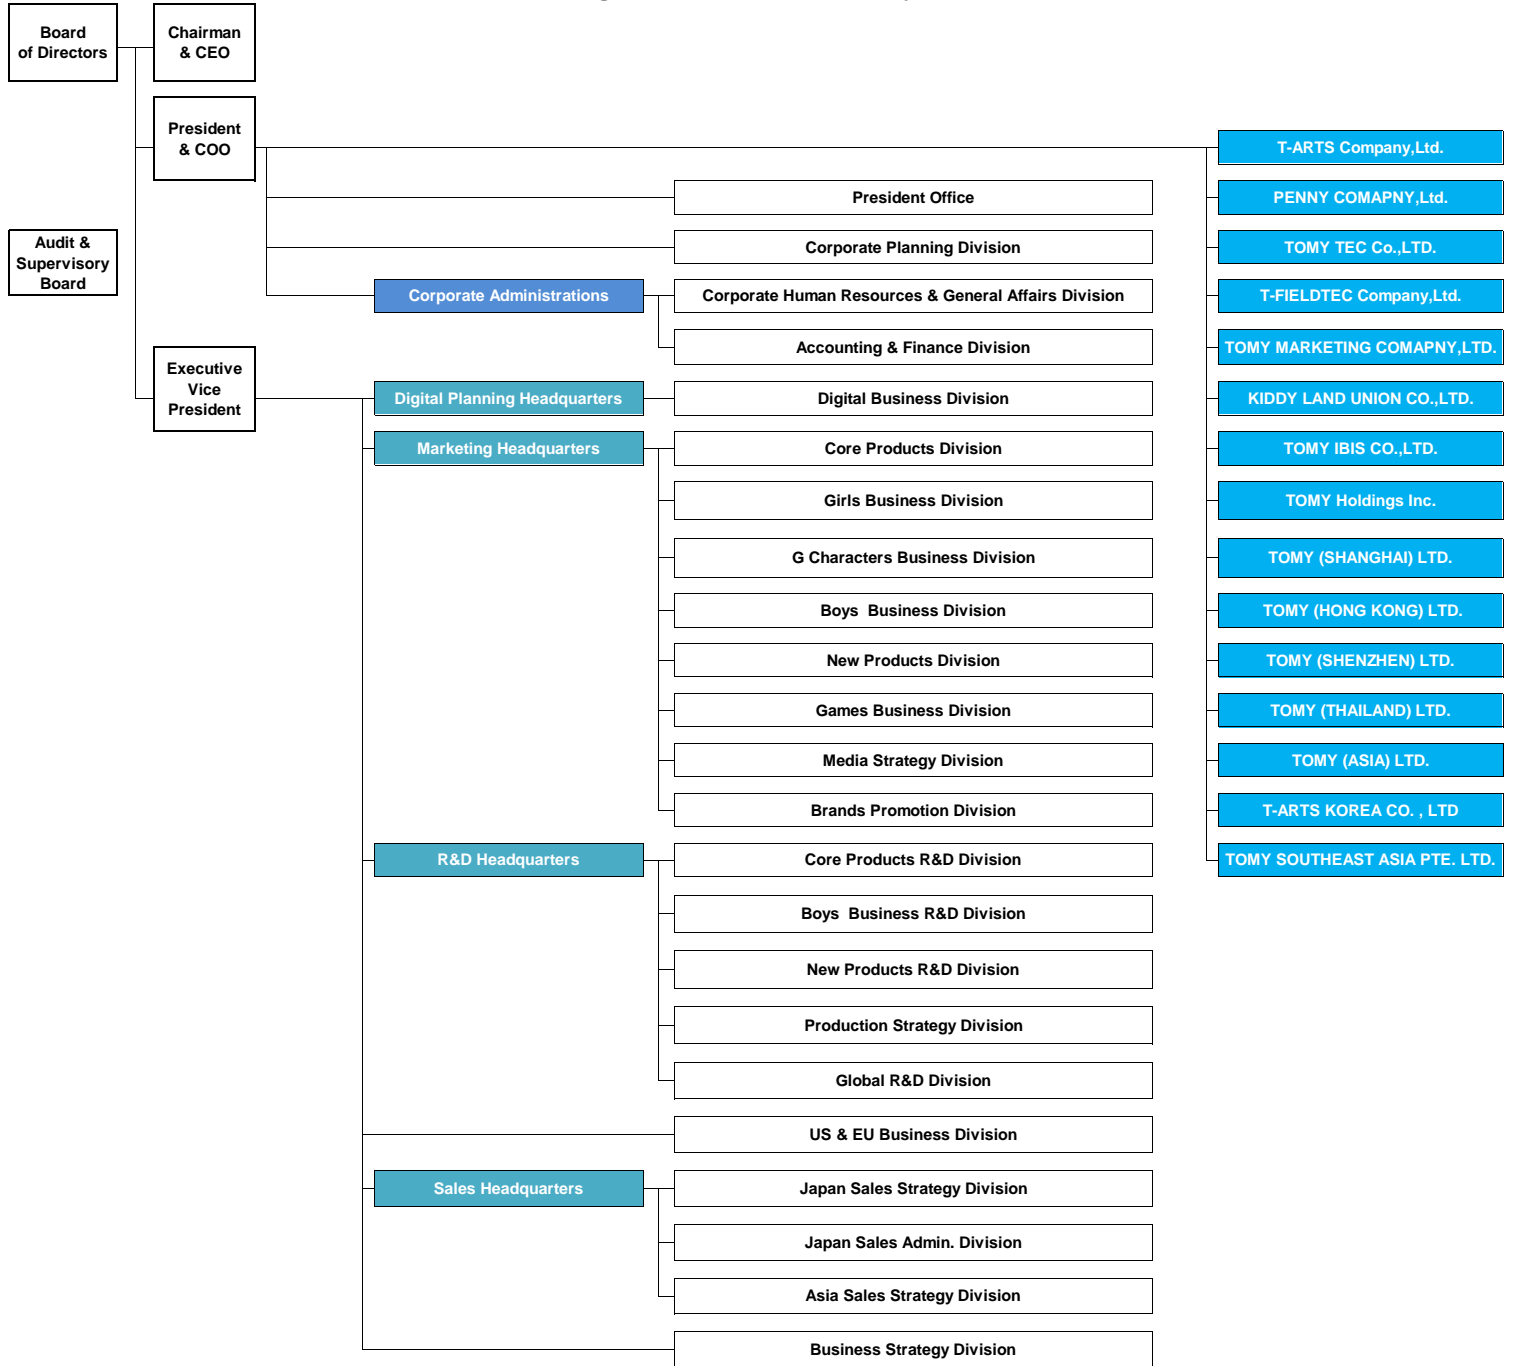 Board
of Directors
Chairman
& CEO
President
& COO
T-ARTS Company,Ltd.
President Office
PENNY COMAPNY,Ltd.
Audit &
Supervisory
Board
Corporate Planning Division
TOMY TEC Co.,LTD.
Corporate Administrations
Corporate Human Resources & General Affairs Division
T-FIELDTEC Company,Ltd.
Accounting & Finance Division
TOMY MARKETING COMAPNY,LTD.
Executive
Vice
President
Digital Planning Headquarters
Digital Business Division
KIDDY LAND UNION CO.,LTD.
Marketing Headquarters
Core Products Division
TOMY IBIS CO.,LTD.
Girls Business Division
TOMY Holdings Inc.
G Characters Business Division
TOMY (SHANGHAI) LTD.
Boys  Business Division
TOMY (HONG KONG) LTD.
New Products Division
TOMY (SHENZHEN) LTD.
Games Business Division
TOMY (THAILAND) LTD.
Media Strategy Division
TOMY (ASIA) LTD.
Brands Promotion Division
T-ARTS KOREA CO. , LTD
R&D Headquarters
Core Products R&D Division
TOMY SOUTHEAST ASIA PTE. LTD.
Boys  Business R&D Division
New Products R&D Division
Production Strategy Division
Global R&D Division
US & EU Business Division
Sales Headquarters
Japan Sales Strategy Division
Japan Sales Admin. Division
Asia Sales Strategy Division
Business Strategy Division